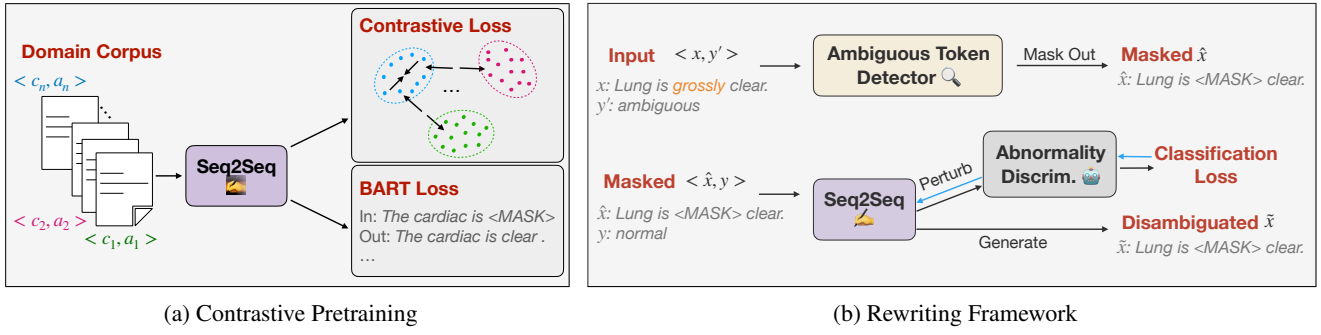 Domain Corpus
< c_n, a_n >
< c_2, a_2 >
< c_1, a_1 >
Seq2Seq
Contrastive Loss
...
BART Loss
In: The cardiac is <MASK>
Out: The cardiac is clear .
...
(a) Contrastive Pretraining
Input < x, y′ >
x: Lung is grossly clear.
y′: ambiguous
Ambiguous Token
Detector
Mask Out
Masked x̂
x̂: Lung is <MASK> clear.
Masked < x̂, y >
x̂: Lung is <MASK> clear.
y: normal
Seq2Seq
Perturb
Abnormality
Discrim.
Classification
Loss
Generate
Disambiguated x̃
x̃: Lung is <MASK> clear.
(b) Rewriting Framework